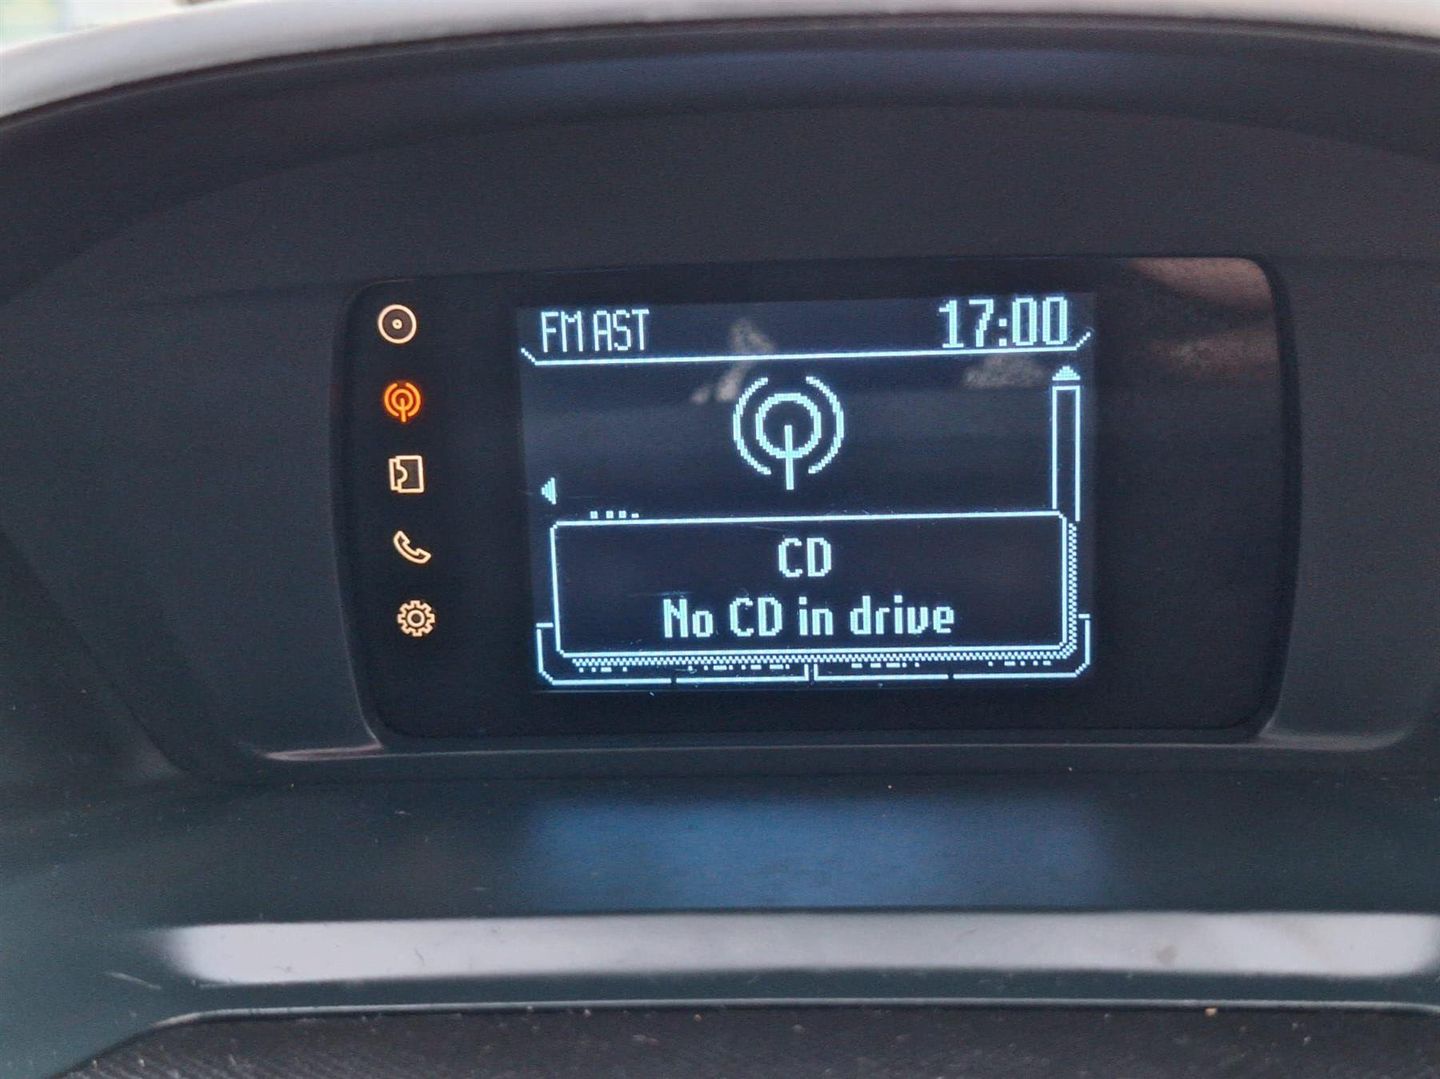 FM AST
17:00
CD
No CD in drive